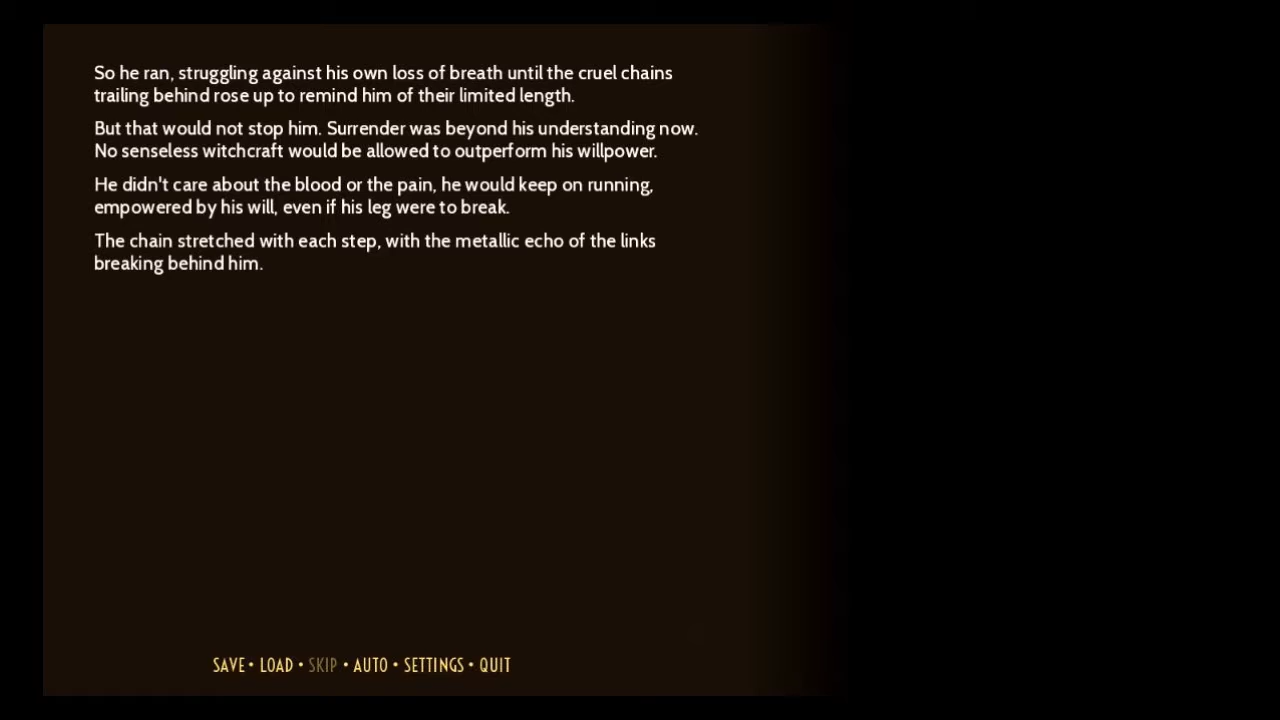 So he ran, struggling against his own loss of breath until the cruel chains
trailing behind rose up to remind him of their limited length.
But that would not stop him. Surrender was beyond his understanding now.
No senseless witchcraft would be allowed to outperform his willpower.
He didn't care about the blood or the pain, he would keep on running,
empowered by his will, even if his leg were to break.
The chain stretched with each step, with the metallic echo of the links
breaking behind him.
SAVE • LOAD • SKIP • AUTO • SETTINGS • QUIT